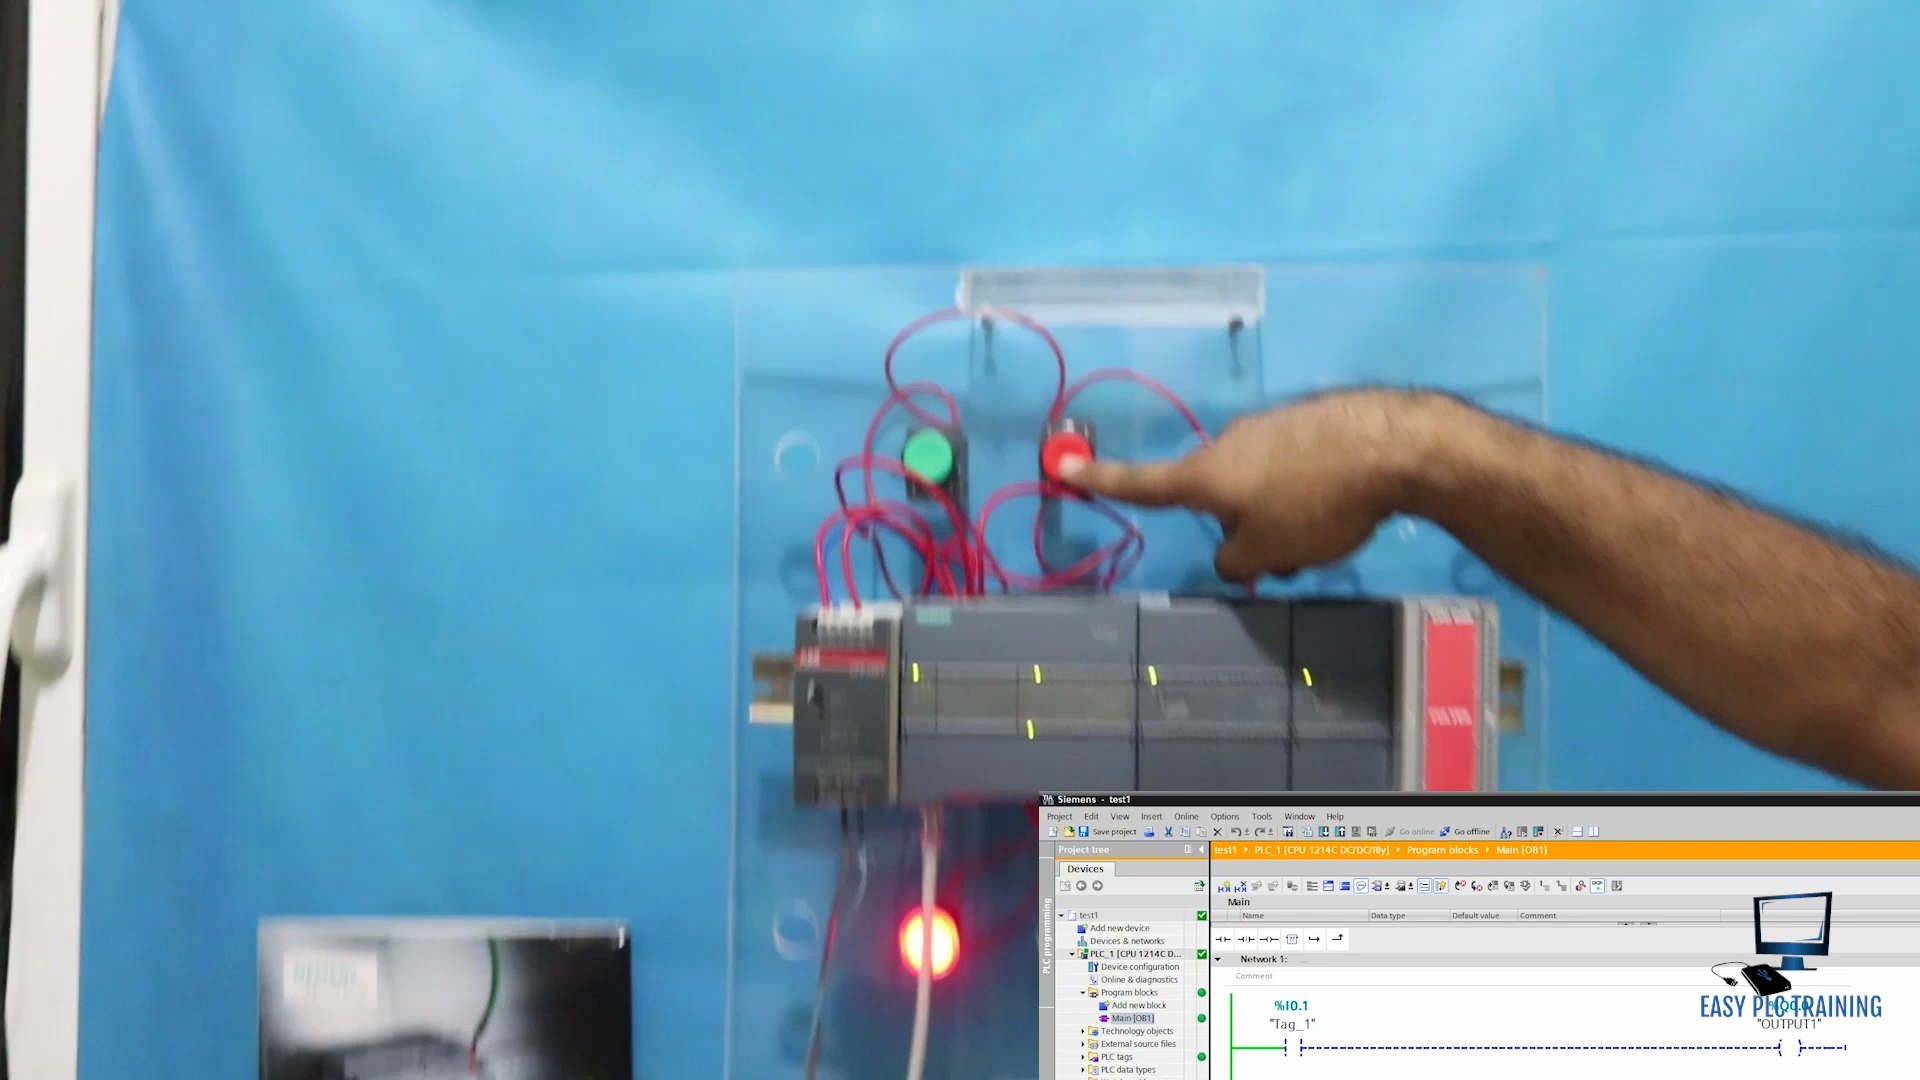 Siemens - test1
Project Edit View Insert Online Options Tools Window Help
Save project Go online Go offline
Project tree
test1 PLC_1 [CPU 1214C DC/DC/Rly] Program blocks Main [OB1]
Devices
PLC programming
Main
Name Data type Default value Comment
test1
Add new device
Devices & networks
PLC_1 [CPU 1214C D...
Device configuration
Online & diagnostics
Program blocks
Add new block
Main [OB1]
Technology objects
External source files
PLC tags
PLC data types
Network 1: ...
Comment
%I0.1
"Tag_1"
"OUTPUT1"
EASY PLC TRAINING